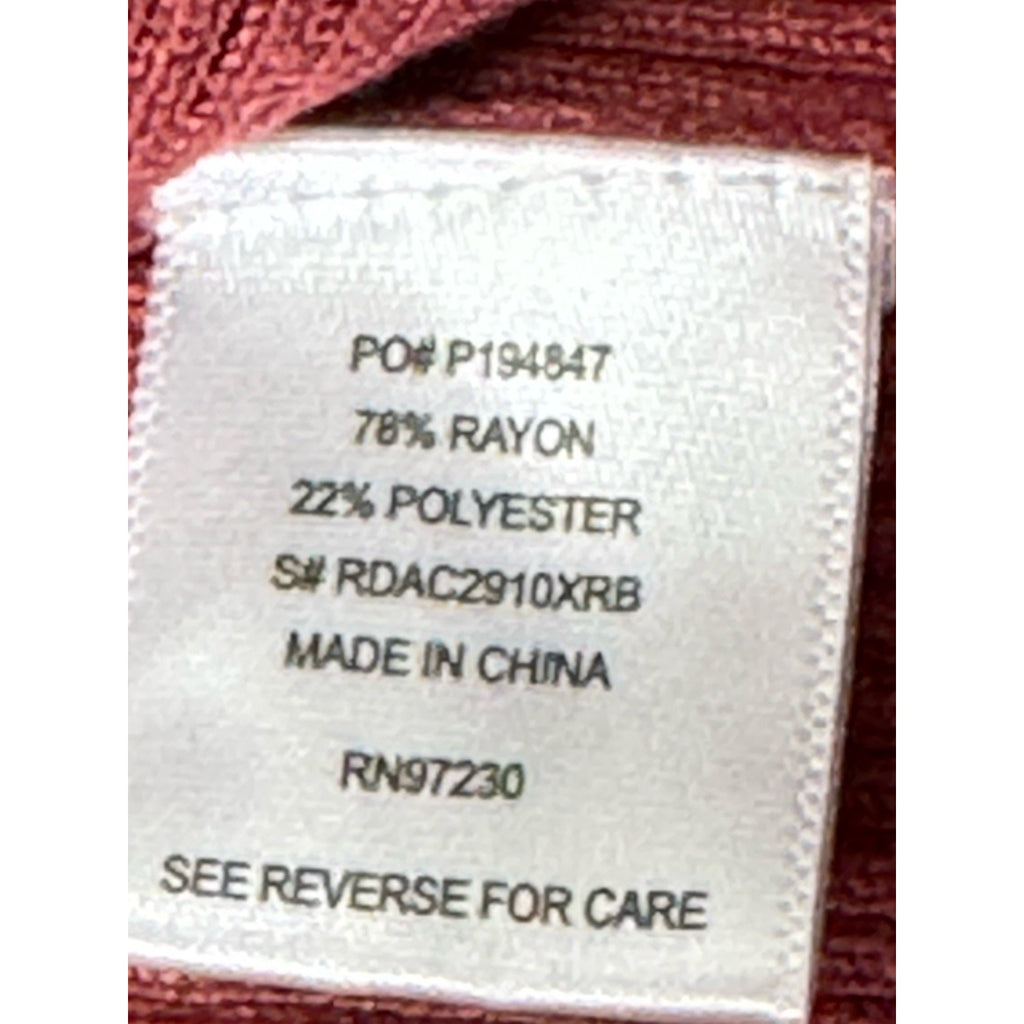 PO# P194847
78% RAYON
22% POLYESTER
S# RDAC2910XRB
MADE IN CHINA
RN97230
SEE REVERSE FOR CARE